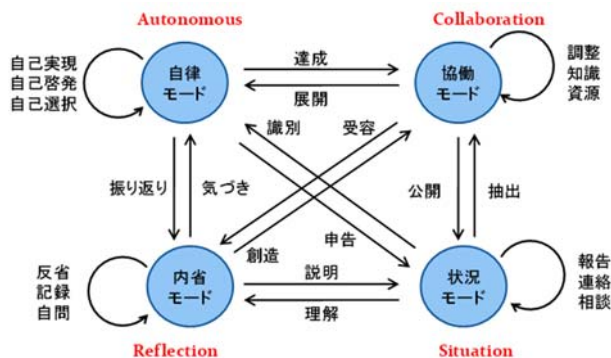 Autonomous
Collaboration
自己実現
自己啓発
自己選択
自律
モード
達成
展開
協働
モード
調整
知識
資源
識別
受容
振り返り
気づき
公開
抽出
創造
申告
反省
記録
自問
内省
モード
説明
理解
状況
モード
報告
連絡
相談
Reflection
Situation